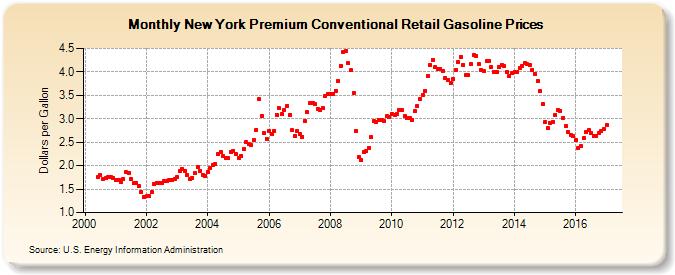 Monthly New York Premium Conventional Retail Gasoline Prices
Dollars per Gallon
4.5
4.0
3.5
3.0
2.5
2.0
1.5
1.0
2000 2002 2004 2006 2008 2010 2012 2014 2016
Source: U.S. Energy Information Administration